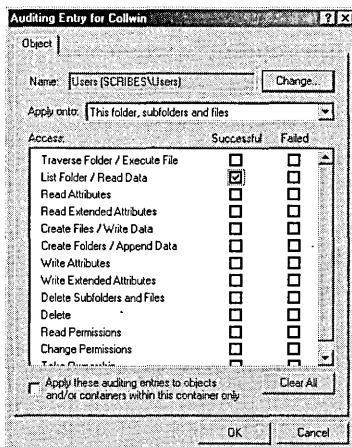 Auditing Entry for Collwin
Object
Name: Users (SCRIBES\Users) Change...
Apply onto: This folder, subfolders and files
Access: Successful Failed
Traverse Folder / Execute File
List Folder / Read Data
Read Attributes
Read Extended Attributes
Create Files / Write Data
Create Folders / Append Data
Write Attributes
Write Extended Attributes
Delete Subfolders and Files
Delete
Read Permissions
Change Permissions
Take Ownership
Apply these auditing entries to objects and/or containers within this container only
Clear All
OK Cancel